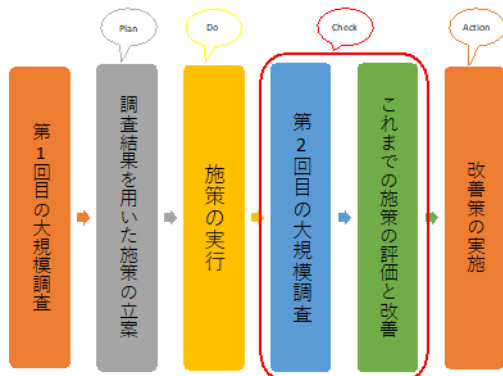 Plan
Do
Check
Action
第1回目の大規模調査
調査結果を用いた施策の立案
施策の実行
第2回目の大規模調査
これまでの施策の評価と改善
改善策の実施